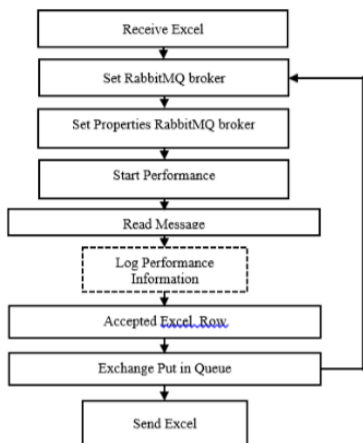 Receive Excel
Set RabbitMQ broker
Set Properties RabbitMQ broker
Start Performance
Read Message
Log Performance
Information
Accepted Excel Row
Exchange Put in Queue
Send Excel